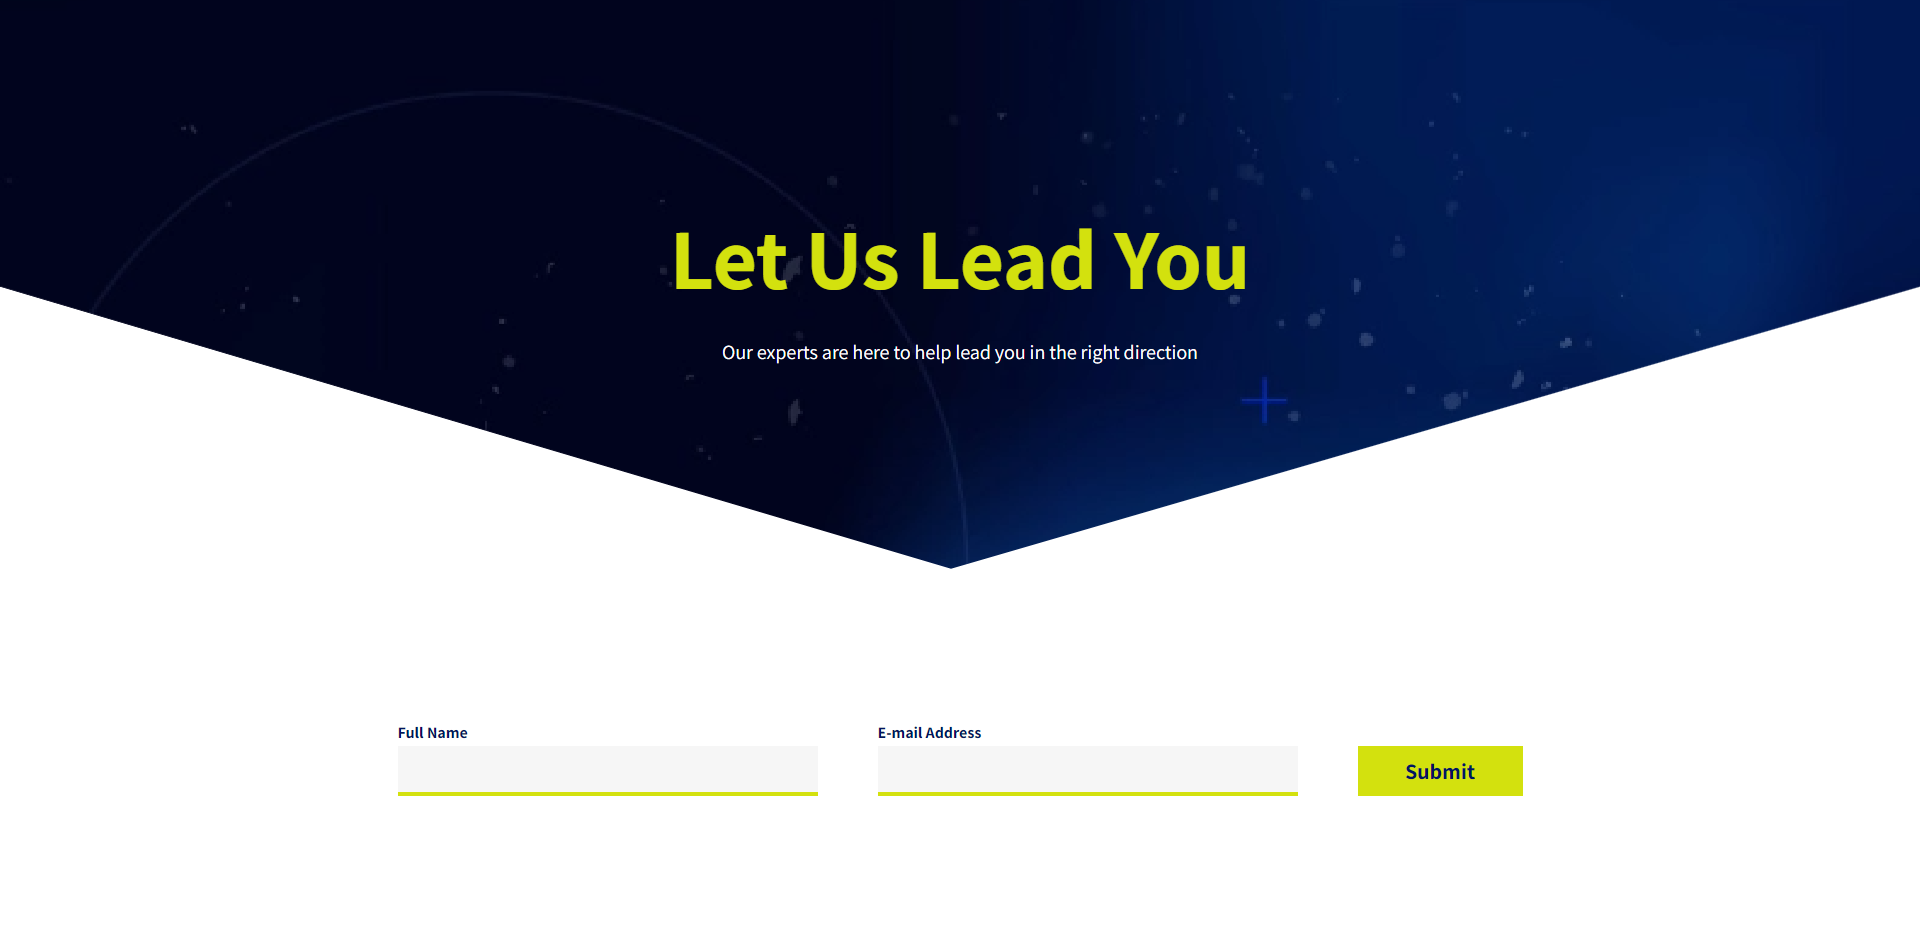 Let Us Lead You
Our experts are here to help lead you in the right direction
Full Name
E-mail Address
Submit